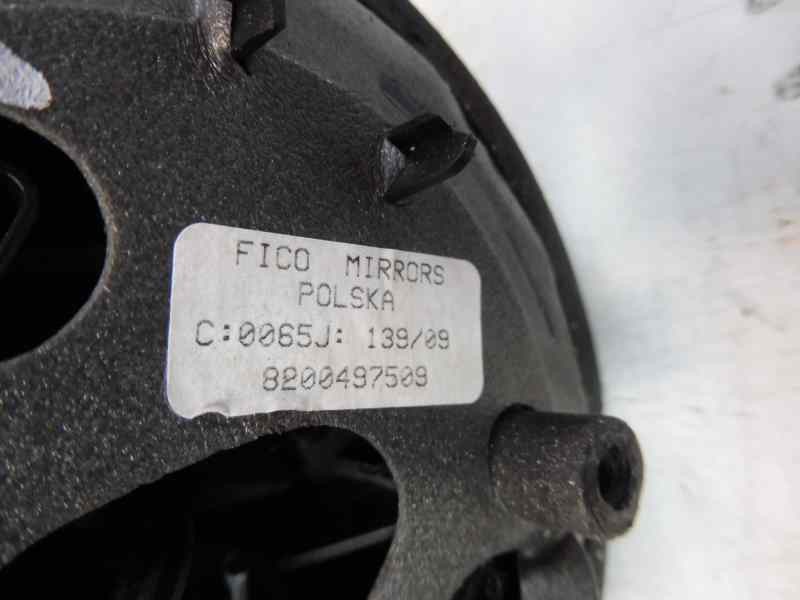 FICO MIRRORS
POLSKA
C:0065J: 139/09
8200497509